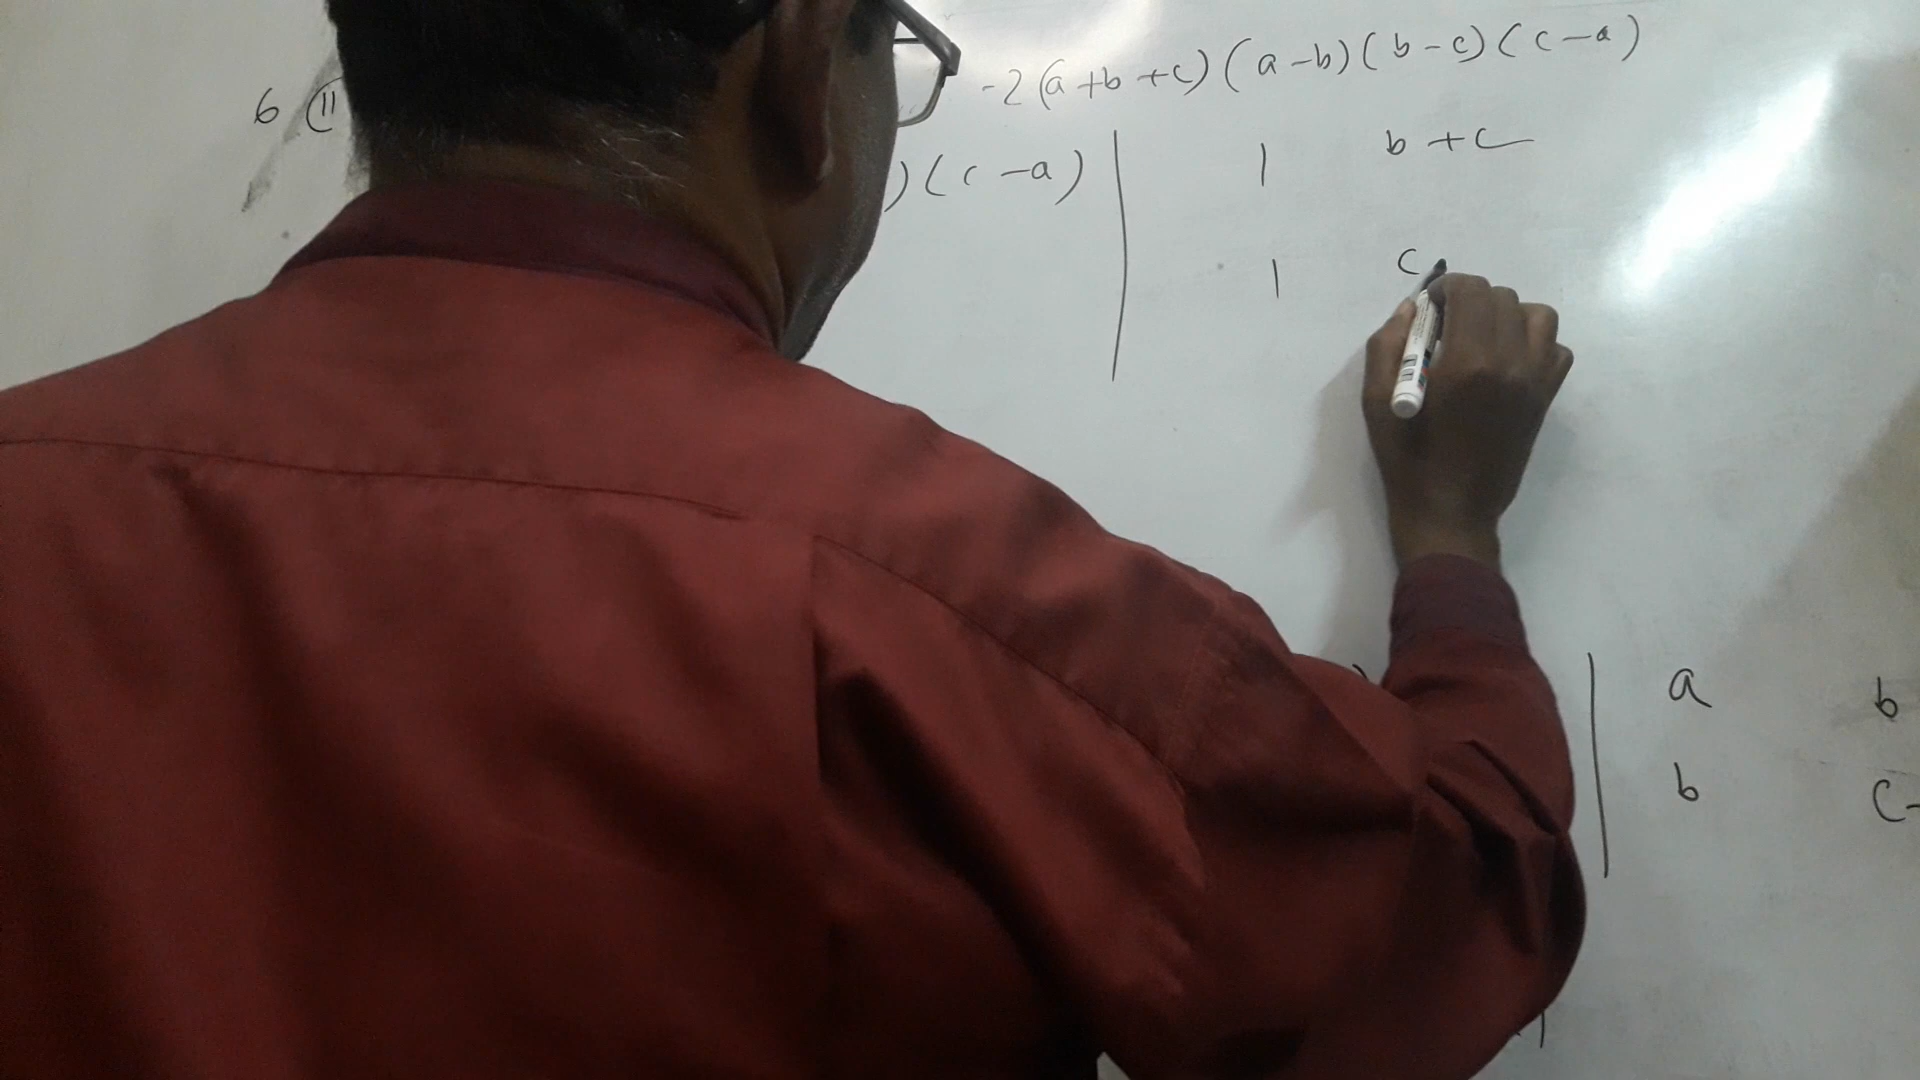 6 (11
-2(a+b+c)(a-b)(b-c)(c-a)
)(c-a) | 1 b+c
1 c
| a b
b c-